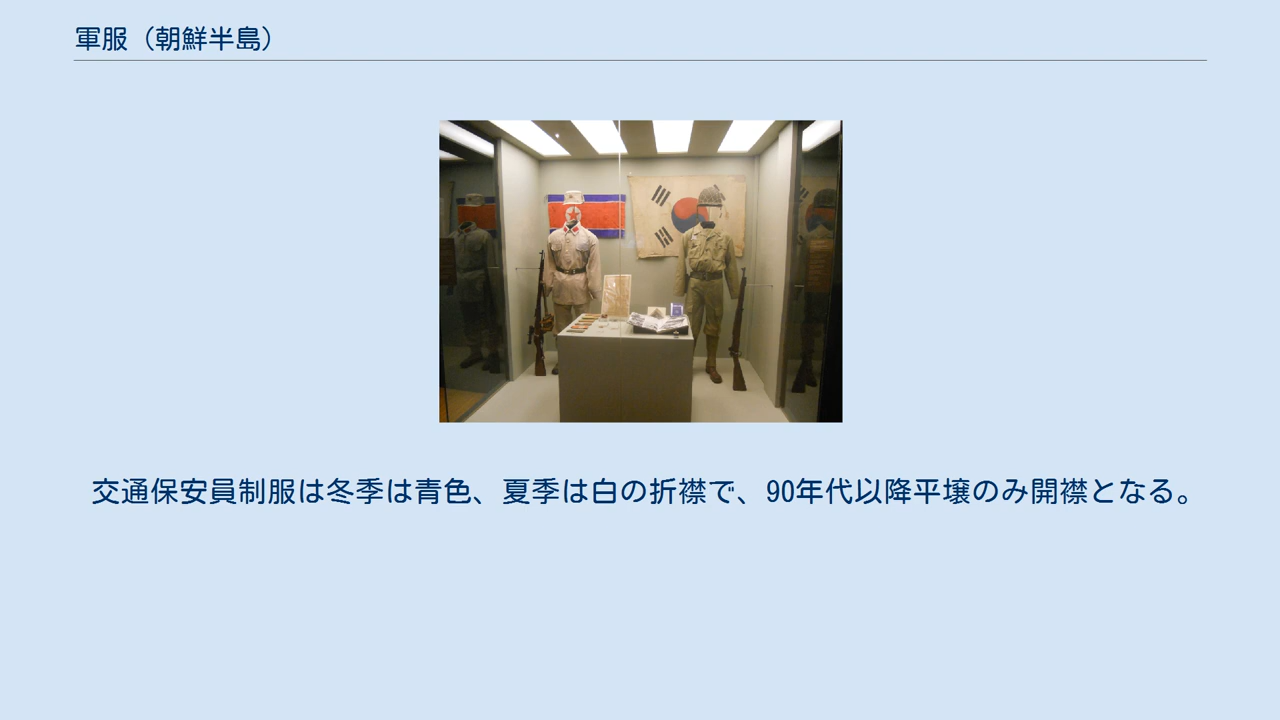 軍服（朝鮮半島）
交通保安員制服は冬季は青色、夏季は白の折襟で、90年代以降平壌のみ開襟となる。